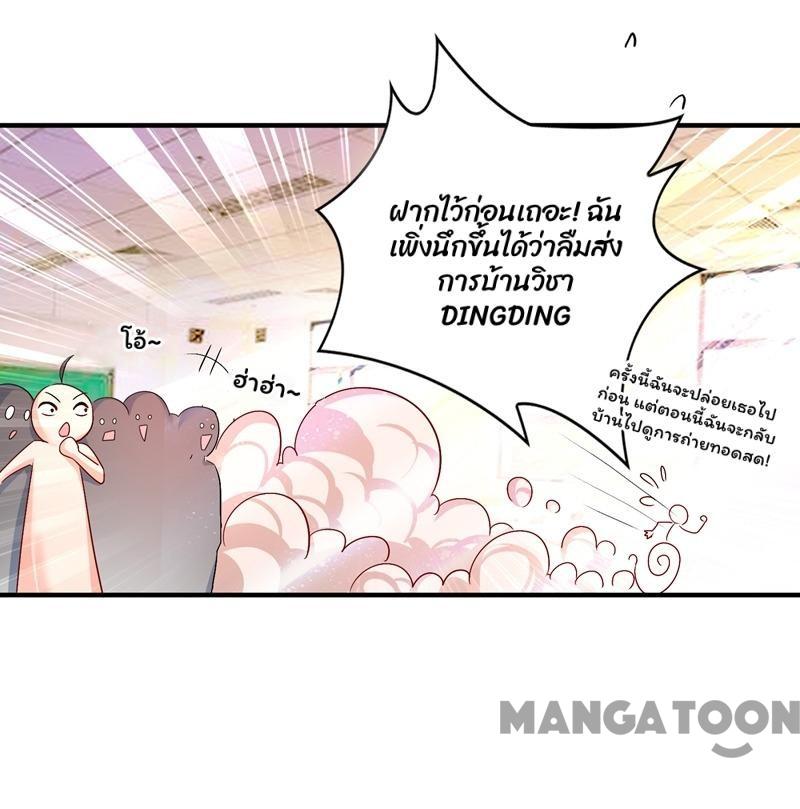 ฝากไว้ก่อนเถอะ! ฉัน
เพิ่งนึกขึ้นได้ว่าลืมส่ง
การบ้านวิชา
DINGDING
โอ้~
ฮ่าฮ่า~
ครั้งนี้ฉันจะปล่อยเธอไป
ก่อน แต่ตอนนี้ฉันจะกลับ
บ้านไปดูการถ่ายทอดสด!
MANGATOON